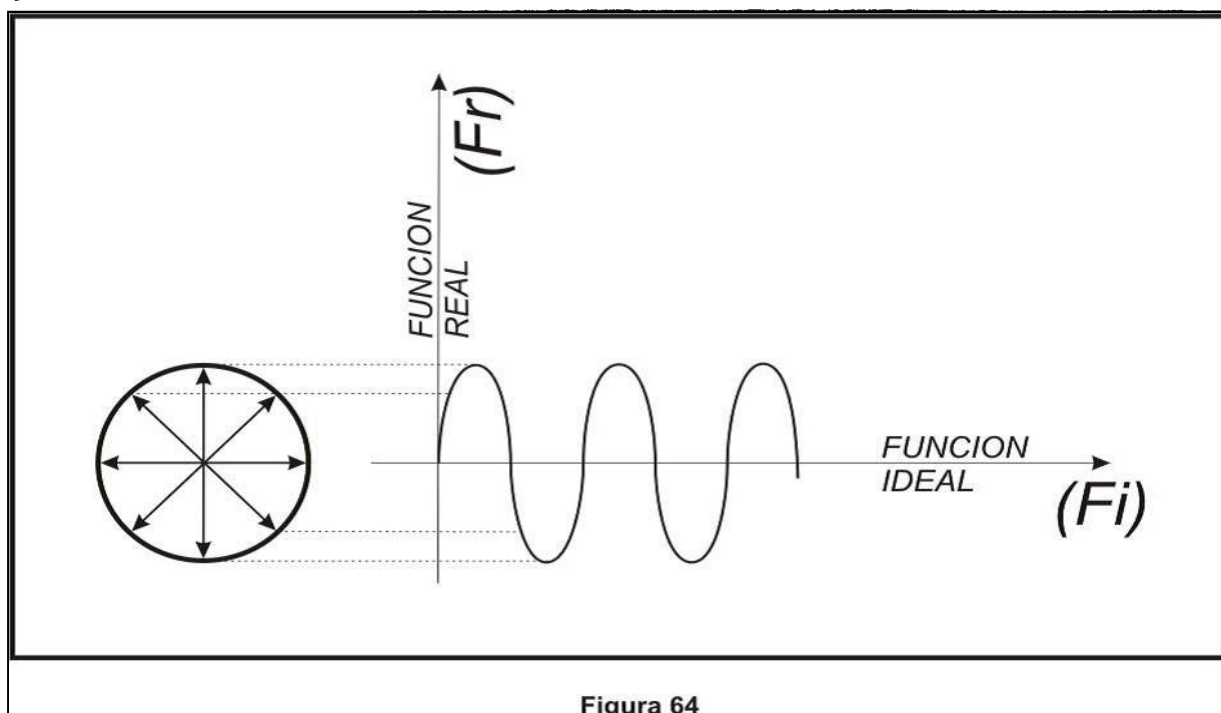 (Fr)
FUNCION
REAL
FUNCION
IDEAL
(Fi)
Figura 64